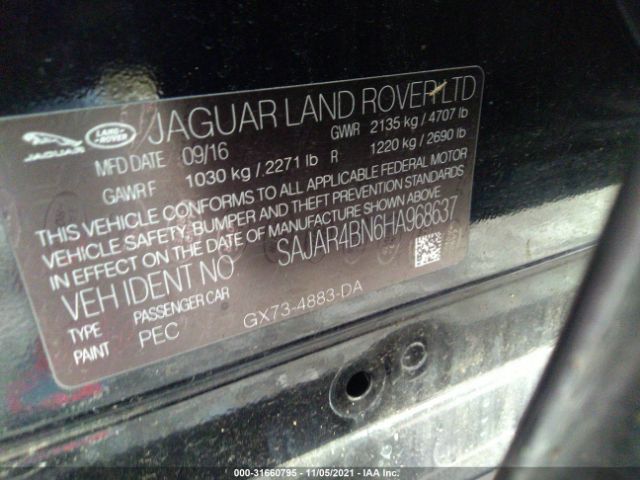 JAGUAR LAND-ROVER JAGUAR LAND ROVER LTD
MFD DATE 09/16 GWR 2135 kg / 4707 lb
GAWR F 1030 kg / 2271 lb R 1220 kg / 2690 lb
THIS VEHICLE CONFORMS TO ALL APPLICABLE FEDERAL MOTOR
VEHICLE SAFETY, BUMPER AND THEFT PREVENTION STANDARDS
IN EFFECT ON THE DATE OF MANUFACTURE SHOWN ABOVE.
VEH IDENT NO SAJAR4BN6HA968637
TYPE PASSENGER CAR
PAINT PEC GX73-4883-DA
000-31660795 - 11/05/2021 - IAA Inc.